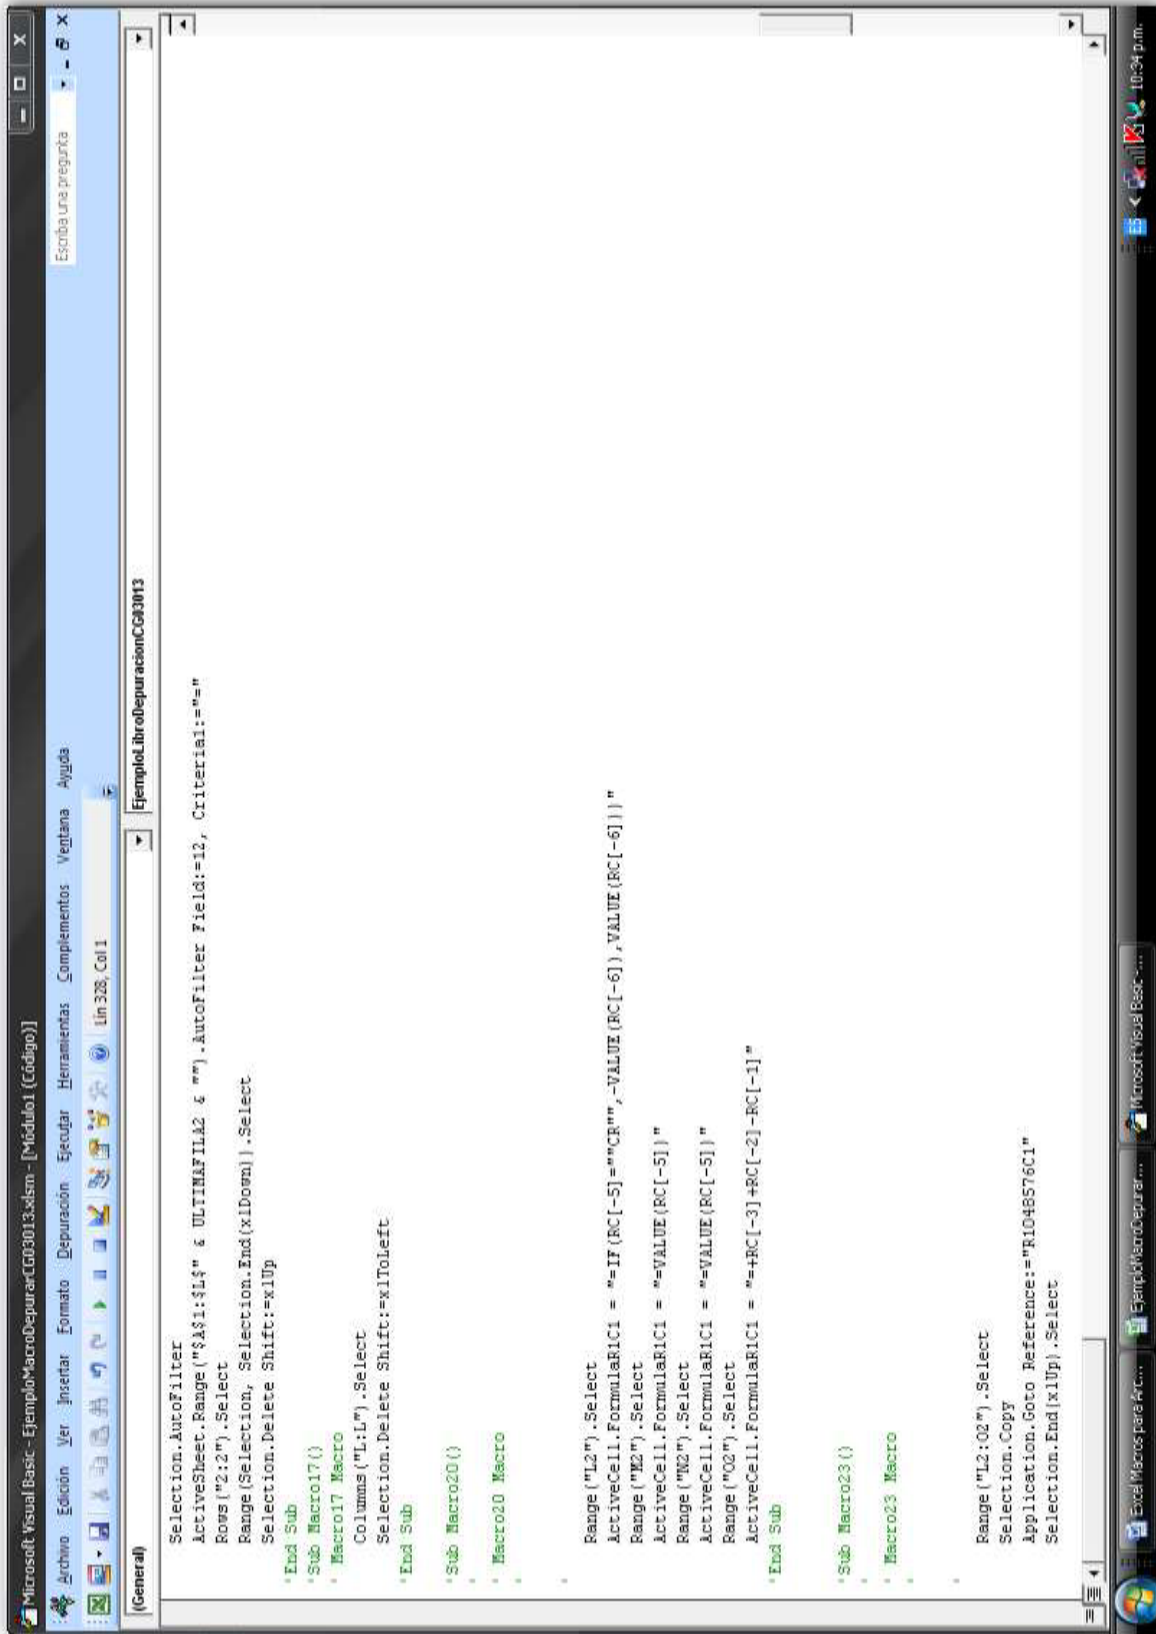 Microsoft Visual Basic - EjemploMacroDepurarCG03013.xlsm - [Módulo1 (Código)]
Archivo Edición Ver Insertar Formato Depuración Ejecutar Herramientas Complementos Ventana Ayuda
Escriba una pregunta
Lín 328, Col 1
(General)
EjemploLibroDepuracionCG03013
Selection.AutoFilter
ActiveSheet.Range("$A$1:$L$" & ULTIMAFILA2 & "").AutoFilter Field:=12, Criteria1:="="
Rows("2:2").Select
Range(Selection, Selection.End(xlDown)).Select
Selection.Delete Shift:=xlUp
'End Sub
'Sub Macro17()
' Macro17 Macro
Columns("L:L").Select
Selection.Delete Shift:=xlToLeft
'End Sub
'Sub Macro20()
'
' Macro20 Macro
'
'
Range("L2").Select
ActiveCell.FormulaR1C1 = "=IF(RC[-5]=""CR"",-VALUE(RC[-6]),VALUE(RC[-6]))"
Range("M2").Select
ActiveCell.FormulaR1C1 = "=VALUE(RC[-5])"
Range("N2").Select
ActiveCell.FormulaR1C1 = "=VALUE(RC[-5])"
Range("O2").Select
ActiveCell.FormulaR1C1 = "=+RC[-3]+RC[-2]-RC[-1]"
'End Sub
'Sub Macro23()
'
' Macro23 Macro
'
'
Range("L2:O2").Select
Selection.Copy
Application.Goto Reference:="R1048576C1"
Selection.End(xlUp).Select
Excel Macros para Arc...
EjemploMacroDepurar...
Microsoft Visual Basic -...
ES
10:34 p.m.